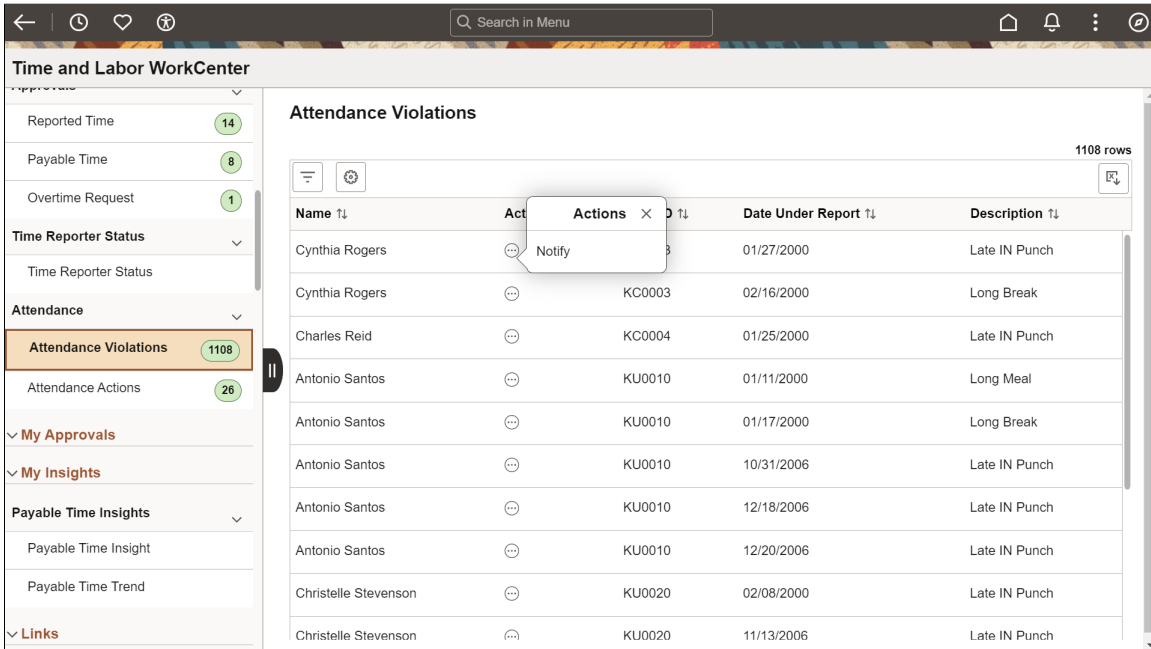 Search in Menu
Time and Labor WorkCenter
Approvals
Reported Time 14
Payable Time 8
Overtime Request 1
Time Reporter Status
Time Reporter Status
Attendance
Attendance Violations 1108
Attendance Actions 26
My Approvals
My Insights
Payable Time Insights
Payable Time Insight
Payable Time Trend
Links
Attendance Violations
1108 rows
Name Act D Date Under Report Description
Actions
Notify
Cynthia Rogers 3 01/27/2000 Late IN Punch
Cynthia Rogers KC0003 02/16/2000 Long Break
Charles Reid KC0004 01/25/2000 Late IN Punch
Antonio Santos KU0010 01/11/2000 Long Meal
Antonio Santos KU0010 01/17/2000 Long Break
Antonio Santos KU0010 10/31/2006 Late IN Punch
Antonio Santos KU0010 12/18/2006 Late IN Punch
Antonio Santos KU0010 12/20/2006 Late IN Punch
Christelle Stevenson KU0020 02/08/2000 Late IN Punch
Christelle Stevenson KU0020 11/13/2006 Late IN Punch